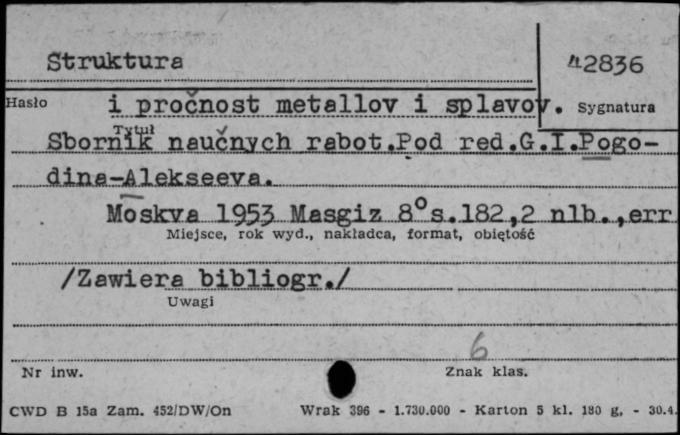 Struktura
42836
Hasło i pročnost metallov i splavov. Sygnatura
Tytuł
Sbornik naučnych rabot.Pod red.G.I.Pogo-
dina-Alekseeva.
Moskva 1953 Masgiz 8°s.182,2 nlb.,err
Miejsce, rok wyd., nakładca, format, objętość
/Zawiera bibliogr./
Uwagi
6
Nr inw. Znak klas.
CWD B 15a Zam. 452/DW/On Wrak 396 - 1.730.000 - Karton 5 kl. 180 g, - 30.4.